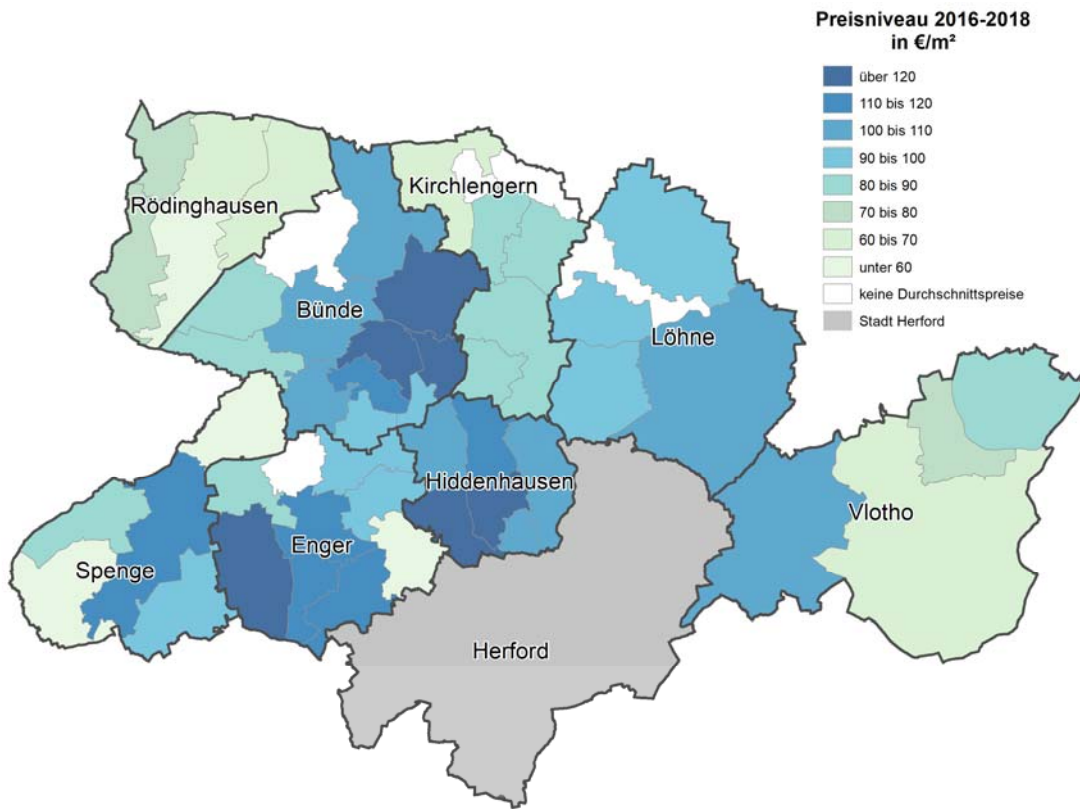 Preisniveau 2016-2018
in €/m²
über 120
110 bis 120
100 bis 110
90 bis 100
80 bis 90
70 bis 80
60 bis 70
unter 60
keine Durchschnittspreise
Stadt Herford
Kirchlengern
Rödinghausen
Bünde
Löhne
Hiddenhausen
Vlotho
Enger
Spenge
Herford